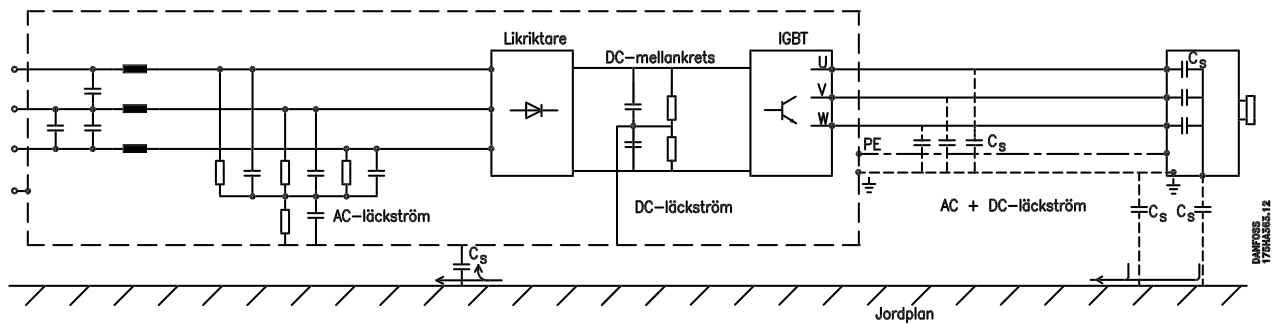 Likriktare
DC-mellankrets
IGBT
U
V
W
Cs
PE
Cs
AC-läckström
DC-läckström
AC + DC-läckström
Cs
Cs
Cs
Jordplan
DANFOSS
175HA363.12